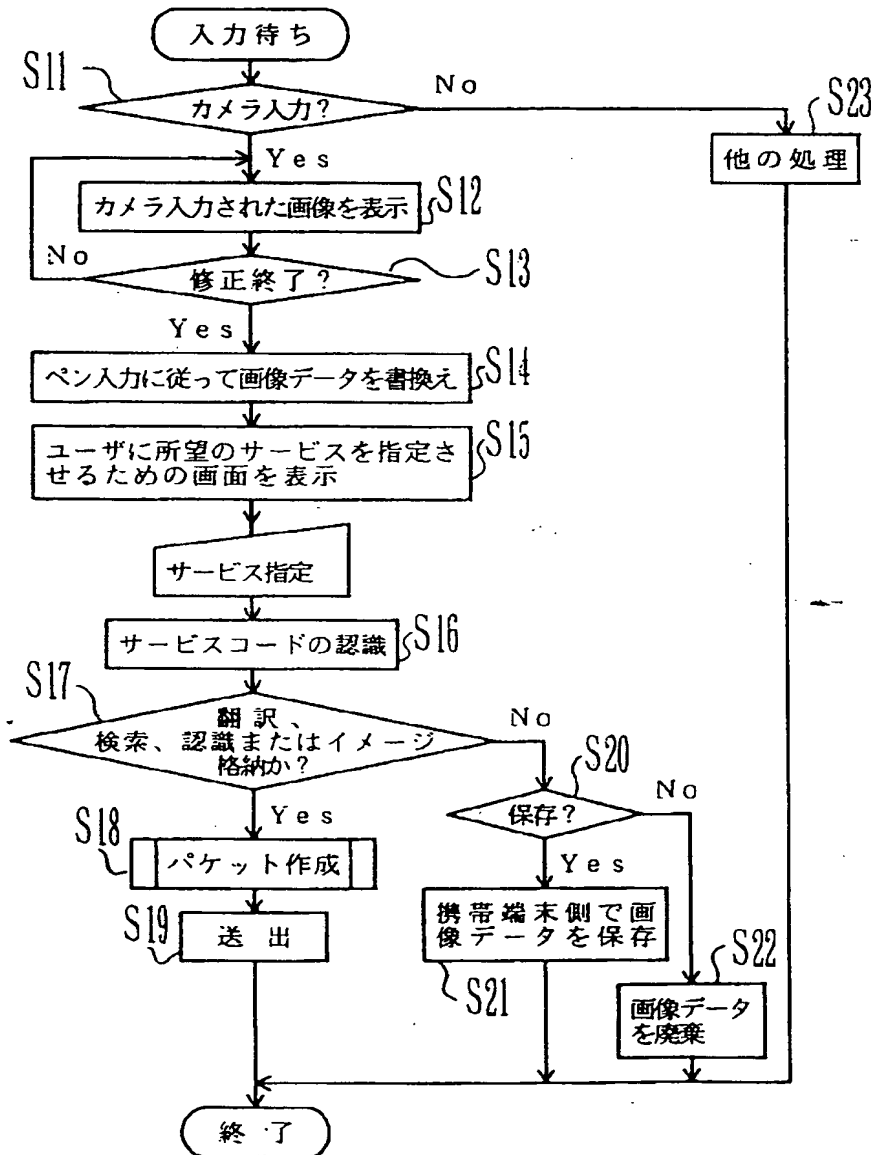 入力待ち
S11
カメラ入力?
No
S23
他の処理
Yes
カメラ入力された画像を表示
S12
No
修正終了?
S13
Yes
ペン入力に従って画像データを書換え
S14
ユーザに所望のサービスを指定さ
せるための画面を表示
S15
サービス指定
サービスコードの認識
S16
S17
翻訳、
検索、認識またはイメージ
格納か?
No
Yes
S20
保存?
No
Yes
S18
パケット作成
S19
送出
携帯端末側で画
像データを保存
S21
S22
画像データ
を廃棄
終了